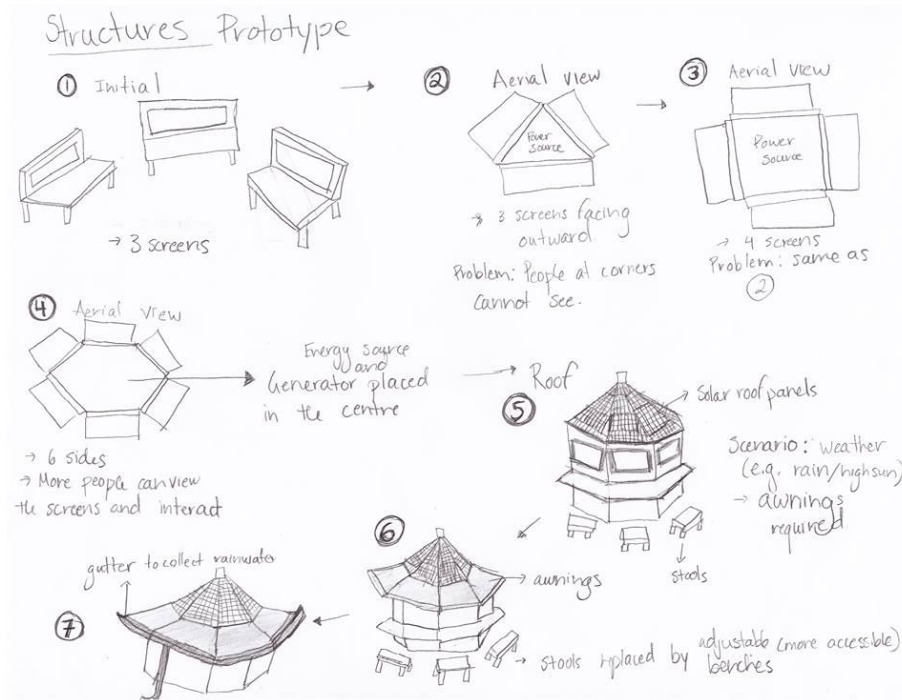 Structures Prototype
① Initial
→ 3 screens
② Aerial view
Power
source
→ 3 screens facing
outward.
Problem: People at corners
cannot see.
③ Aerial view
Power
source
→ 4 screens
Problem: same as
②
④ Aerial view
→ 6 sides
→ More people can view
the screens and interact
Energy source
and
Generator placed
in the centre
→ Roof
⑤
Solar roof panels
Scenario: weather
(e.g. rain/high sun)
→ awnings
required
stools
⑥
awnings
→ stools replaced by adjustable (more accessible)
benches
⑦
gutter to collect rainwater